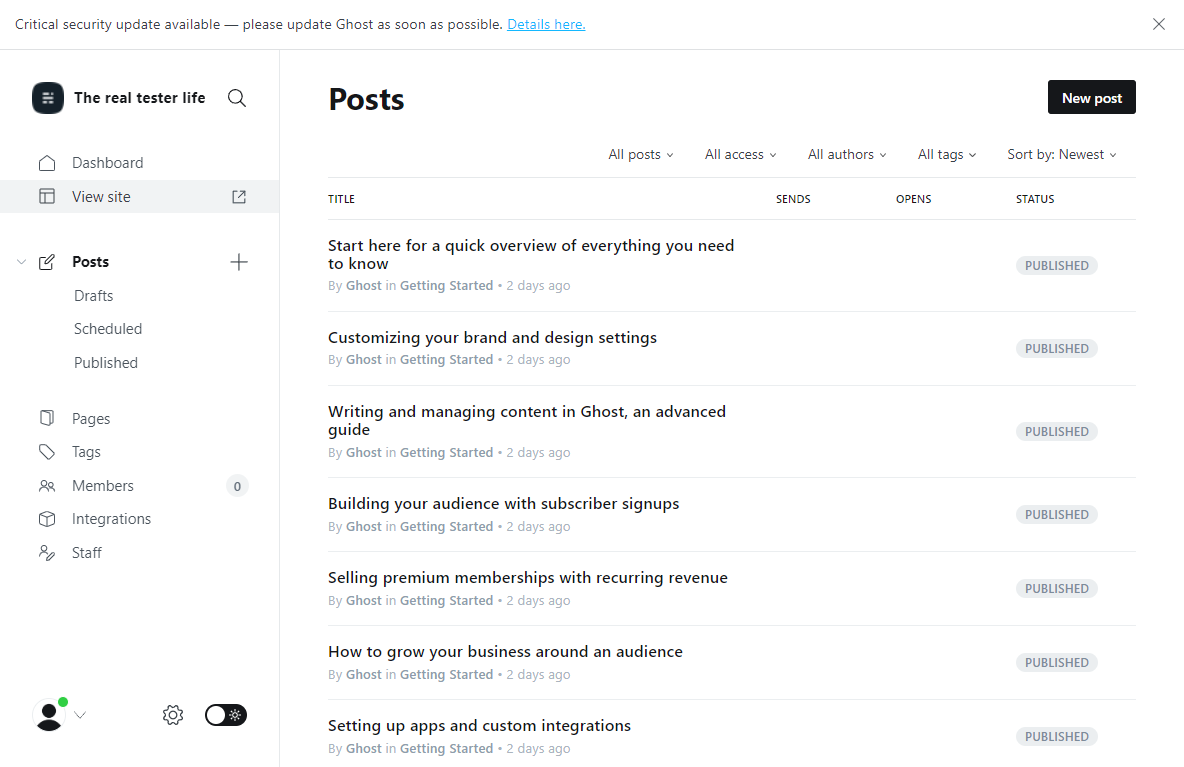 Critical security update available — please update Ghost as soon as possible. Details here.
The real tester life
Dashboard
View site
Posts
Drafts
Scheduled
Published
Pages
Tags
Members 0
Integrations
Staff
Posts
New post
All posts All access All authors All tags Sort by: Newest
TITLE SENDS OPENS STATUS
Start here for a quick overview of everything you need
to know
By Ghost in Getting Started • 2 days ago
PUBLISHED
Customizing your brand and design settings
By Ghost in Getting Started • 2 days ago
PUBLISHED
Writing and managing content in Ghost, an advanced
guide
By Ghost in Getting Started • 2 days ago
PUBLISHED
Building your audience with subscriber signups
By Ghost in Getting Started • 2 days ago
PUBLISHED
Selling premium memberships with recurring revenue
By Ghost in Getting Started • 2 days ago
PUBLISHED
How to grow your business around an audience
By Ghost in Getting Started • 2 days ago
PUBLISHED
Setting up apps and custom integrations
By Ghost in Getting Started • 2 days ago
PUBLISHED